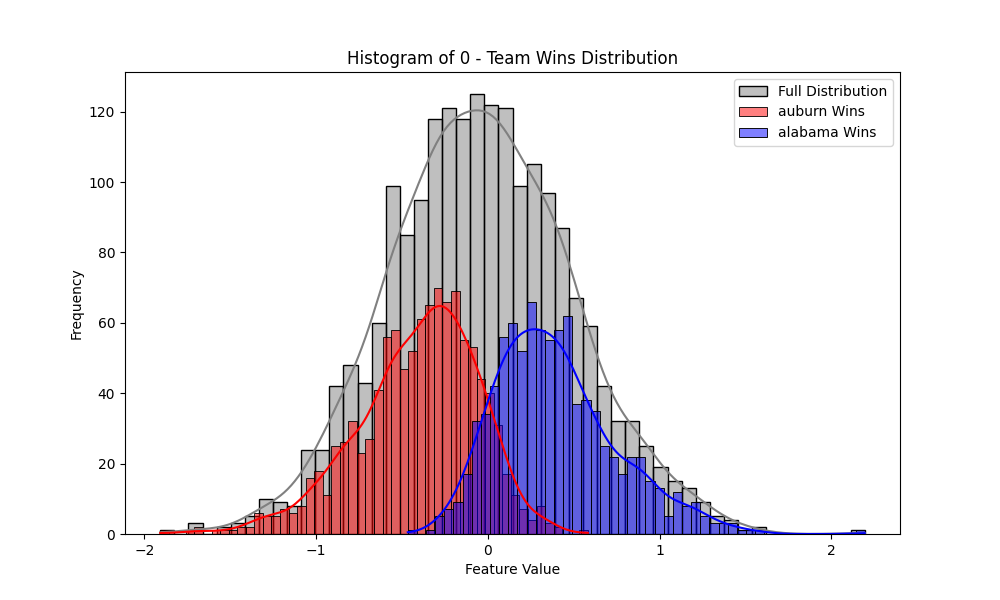 Histogram of 0 - Team Wins Distribution
Full Distribution
auburn Wins
alabama Wins
Frequency
120
100
80
60
40
20
0
−2
−1
0
1
2
Feature Value